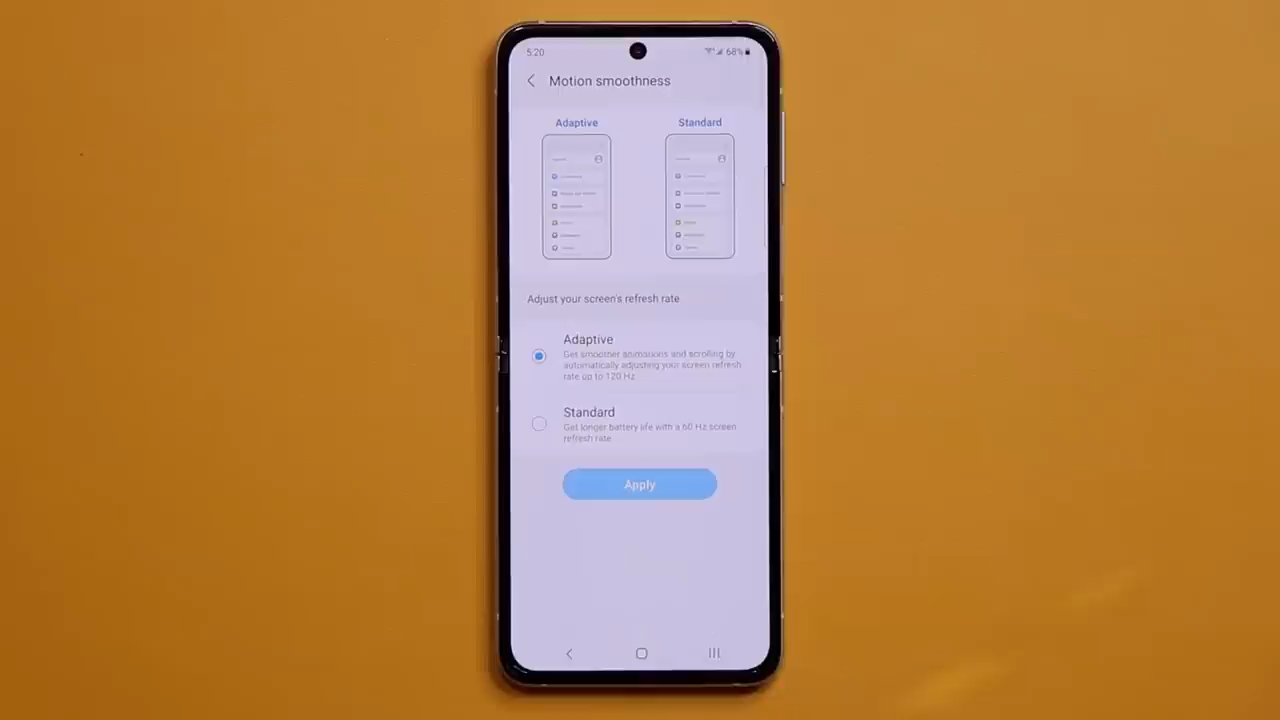 5:20
68%
Motion smoothness
Adaptive
Standard
Adjust your screen's refresh rate
Adaptive
Get smoother animations and scrolling by
automatically adjusting your screen refresh
rate up to 120 Hz.
Standard
Get longer battery life with a 60 Hz screen
refresh rate.
Apply